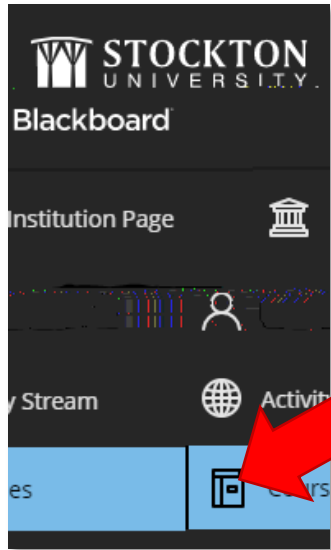 STOCKTON
UNIVERSITY
Blackboard
Institution Page
y Stream
Activit
es
Cours